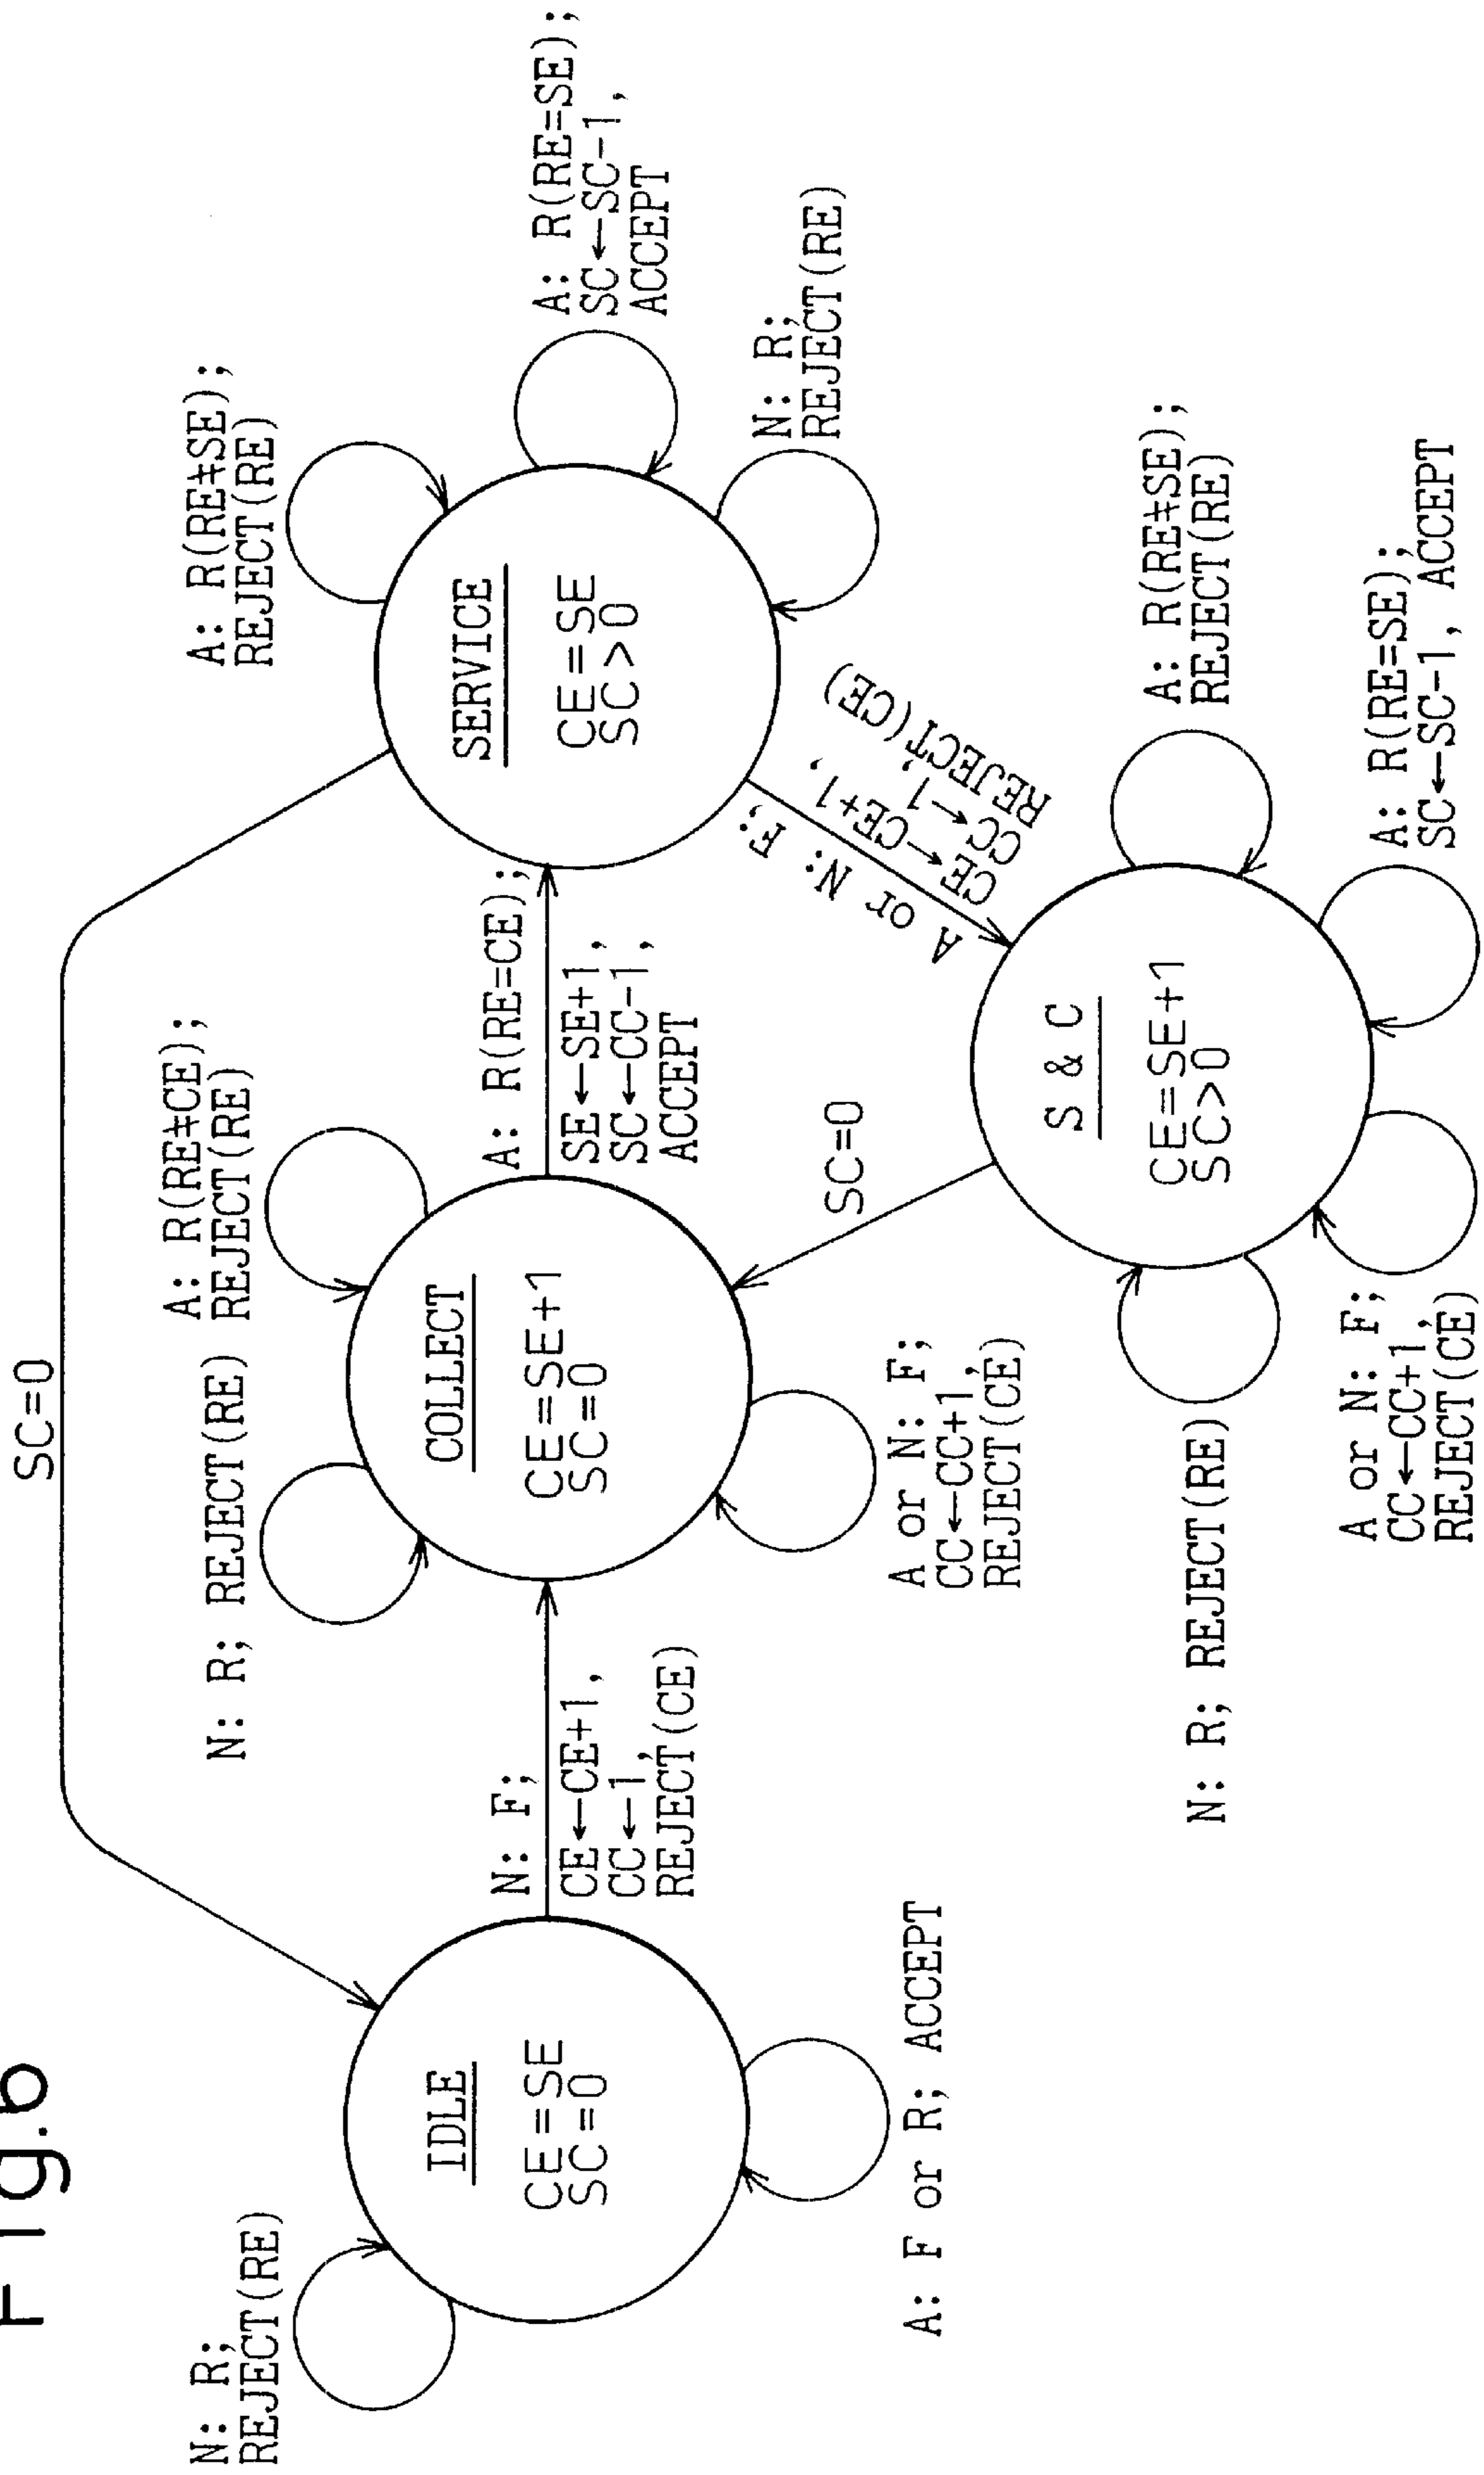 Fig.6
SC=0
N: R;
REJECT(RE)
IDLE
CE=SE
SC=0
A: F or R; ACCEPT
N: F;
CE←CE+1,
CC←1,
REJECT(CE)
N: R; REJECT(RE)
A: R(RE≠CE);
REJECT(RE)
COLLECT
CE=SE+1
SC=0
A or N: F;
CC←CC+1,
REJECT(CE)
A: R(RE=CE);
SE←SE+1,
SC←CC-1,
ACCEPT
A: R(RE≠SE);
REJECT(RE)
SERVICE
CE=SE
SC>0
A: R(RE=SE);
SC←SC-1,
ACCEPT
N: R;
REJECT(RE)
A or N: F;
CE←CE+1,
CC←1,
REJECT(CE)
SC=0
S & C
CE=SE+1
SC>0
A: R(RE≠SE);
REJECT(RE)
A: R(RE=SE);
SC←SC-1, ACCEPT
N: R; REJECT(RE)
A or N: F;
CC←CC+1,
REJECT(CE)